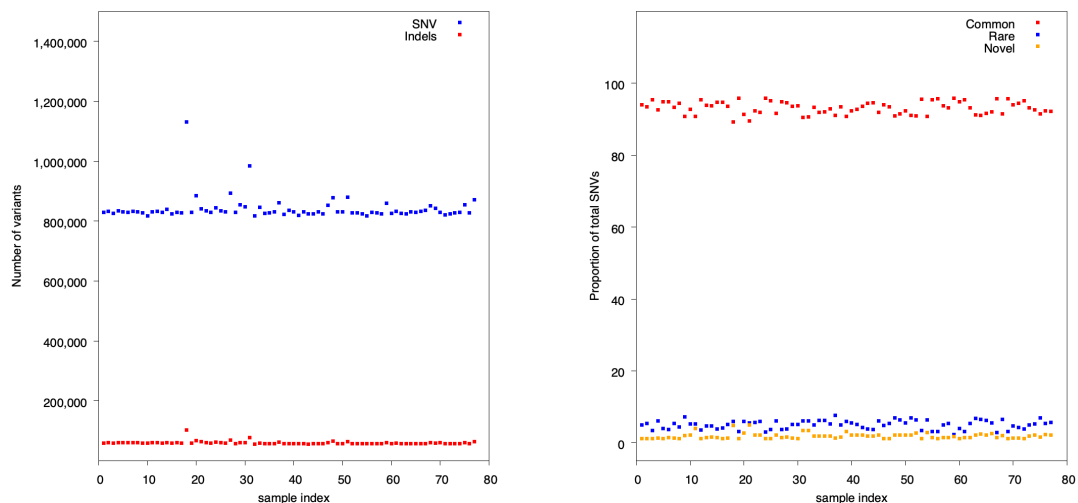 SNV
Indels
1,400,000
1,200,000
1,000,000
800,000
600,000
400,000
200,000
Number of variants
0 10 20 30 40 50 60 70 80
sample index
Common
Rare
Novel
100
80
60
40
20
0
Proportion of total SNVs
0 10 20 30 40 50 60 70 80
sample index